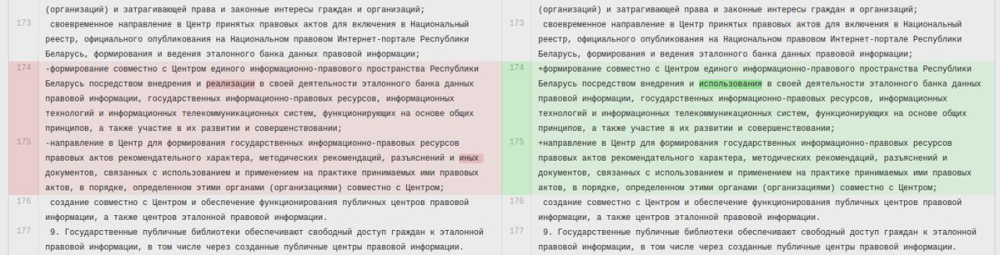 (организаций) и затрагивающей права и законные интересы граждан и организаций;
173 своевременное направление в Центр принятых правовых актов для включения в Национальный
реестр, официального опубликования на Национальном правовом Интернет-портале Республики
Беларусь, формирования и ведения эталонного банка данных правовой информации;
174 -формирование совместно с Центром единого информационно-правового пространства Республики
Беларусь посредством внедрения и реализации в своей деятельности эталонного банка данных
правовой информации, государственных информационно-правовых ресурсов, информационных
технологий и информационных телекоммуникационных систем, функционирующих на основе общих
принципов, а также участие в их развитии и совершенствовании;
175 -направление в Центр для формирования государственных информационно-правовых ресурсов
правовых актов рекомендательного характера, методических рекомендаций, разъяснений и иных
документов, связанных с использованием и применением на практике принимаемых ими правовых
актов, в порядке, определенном этими органами (организациями) совместно с Центром;
176 создание совместно с Центром и обеспечение функционирования публичных центров правовой
информации, а также центров эталонной правовой информации.
177 9. Государственные публичные библиотеки обеспечивают свободный доступ граждан к эталонной
правовой информации, в том числе через созданные публичные центры правовой информации.
(организаций) и затрагивающей права и законные интересы граждан и организаций;
173 своевременное направление в Центр принятых правовых актов для включения в Национальный
реестр, официального опубликования на Национальном правовом Интернет-портале Республики
Беларусь, формирования и ведения эталонного банка данных правовой информации;
174 +формирование совместно с Центром единого информационно-правового пространства Республики
Беларусь посредством внедрения и использования в своей деятельности эталонного банка данных
правовой информации, государственных информационно-правовых ресурсов, информационных
технологий и информационных телекоммуникационных систем, функционирующих на основе общих
принципов, а также участие в их развитии и совершенствовании;
175 +направление в Центр для формирования государственных информационно-правовых ресурсов
правовых актов рекомендательного характера, методических рекомендаций, разъяснений и
документов, связанных с использованием и применением на практике принимаемых ими правовых
актов, в порядке, определенном этими органами (организациями) совместно с Центром;
176 создание совместно с Центром и обеспечение функционирования публичных центров правовой
информации, а также центров эталонной правовой информации.
177 9. Государственные публичные библиотеки обеспечивают свободный доступ граждан к эталонной
правовой информации, в том числе через созданные публичные центры правовой информации.